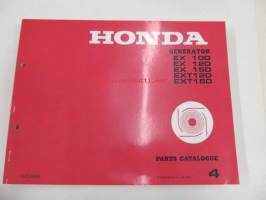 HONDA
GENERATOR
EX 100
EX 120
EX 150
EXT120
EXT150
PARTS CATALOGUE
4